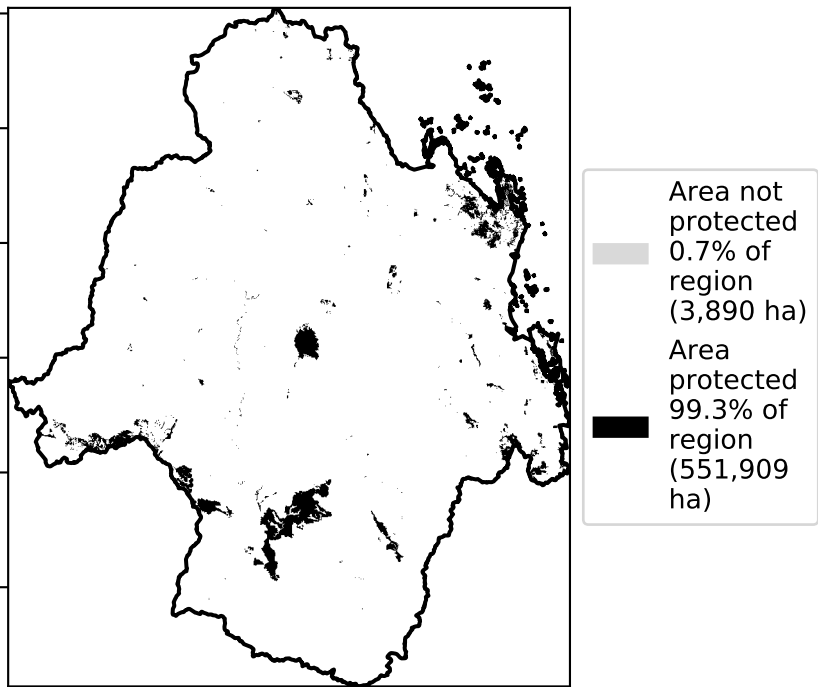 Area not
protected
0.7% of
region
(3,890 ha)
Area
protected
99.3% of
region
(551,909
ha)